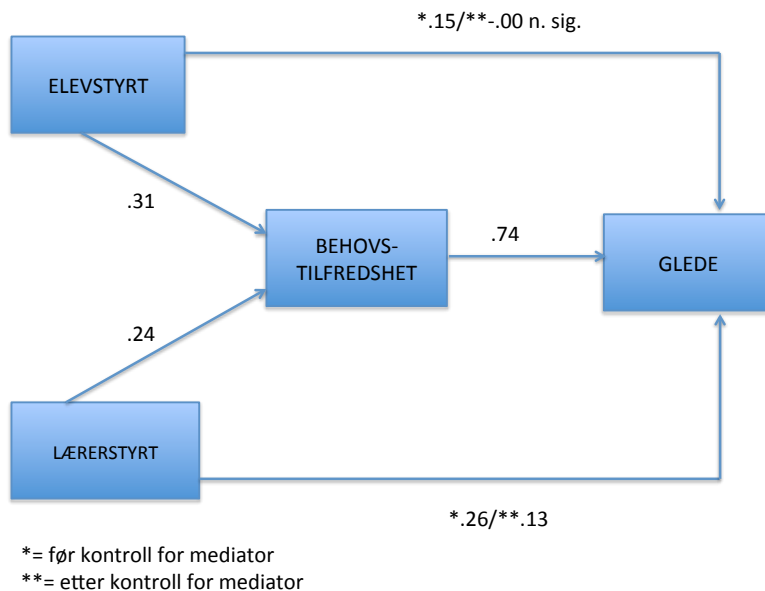 *.15/**-.00 n. sig.
ELEVSTYRT
.31
BEHOVS-
TILFREDSHET
.74
GLEDE
.24
LÆRERSTYRT
*.26/**.13
*= før kontroll for mediator
**= etter kontroll for mediator